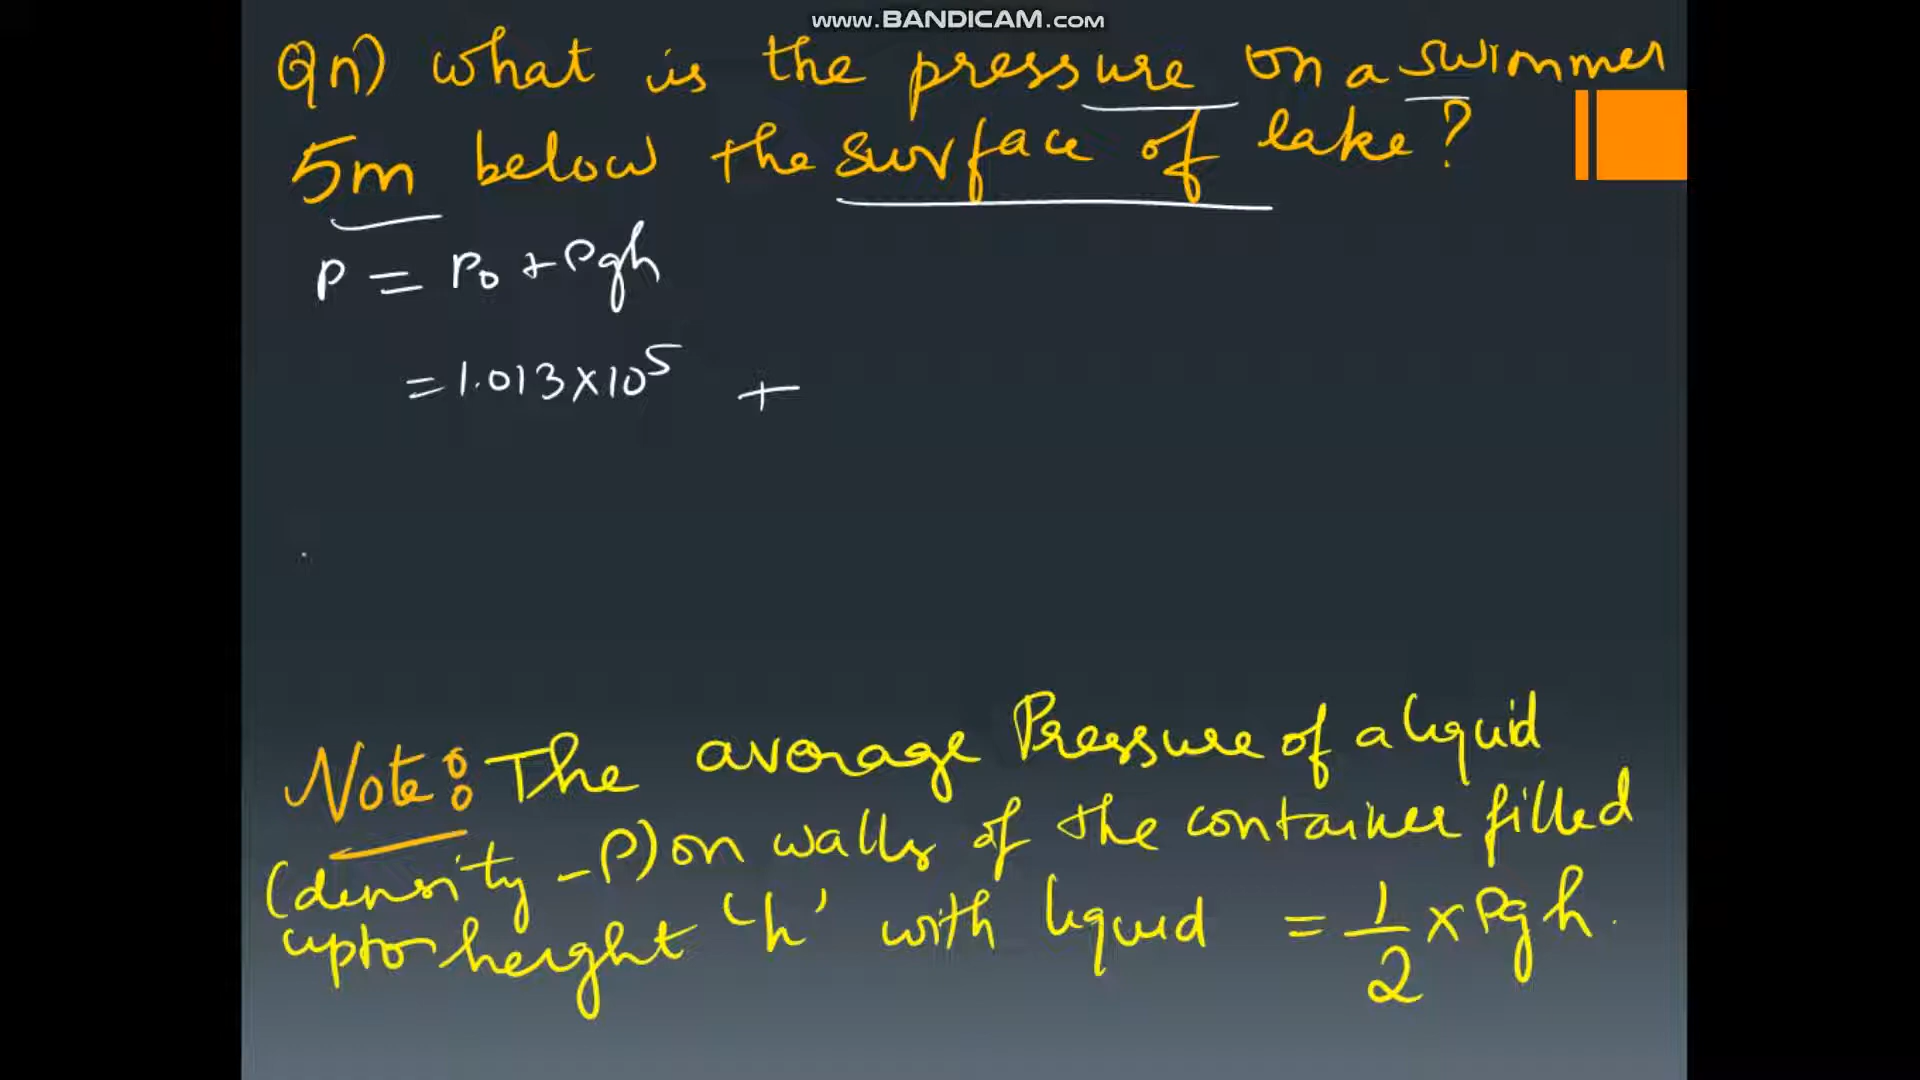 www.BANDICAM.com
Qn) what is the pressure on a swimmer
5m below the surface of lake?
P = P₀ + ρgh
= 1.013×10⁵ +
Note: The average Pressure of a liquid
(density - ρ) on walls of the container filled
upto height 'h' with liquid = 1/2 × ρgh.